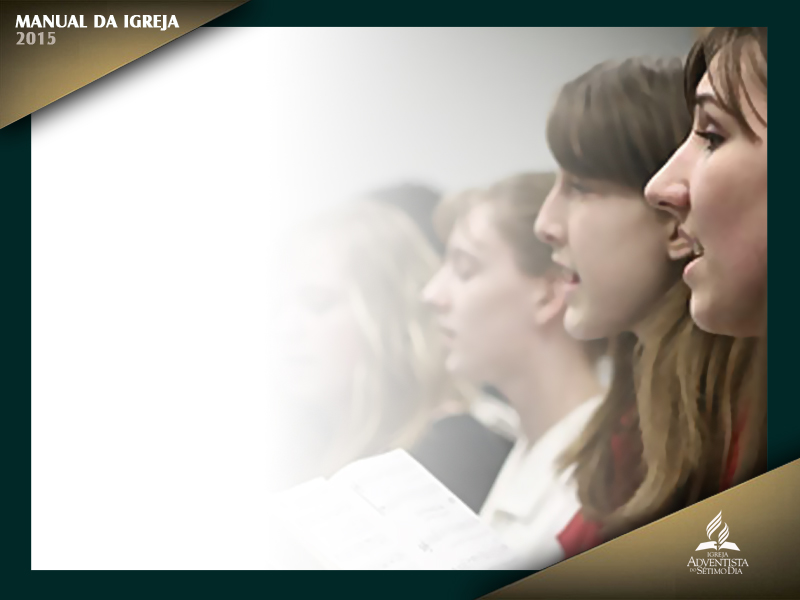 MANUAL DA IGREJA
2015
IGREJA
ADVENTISTA
DO SÉTIMO DIA